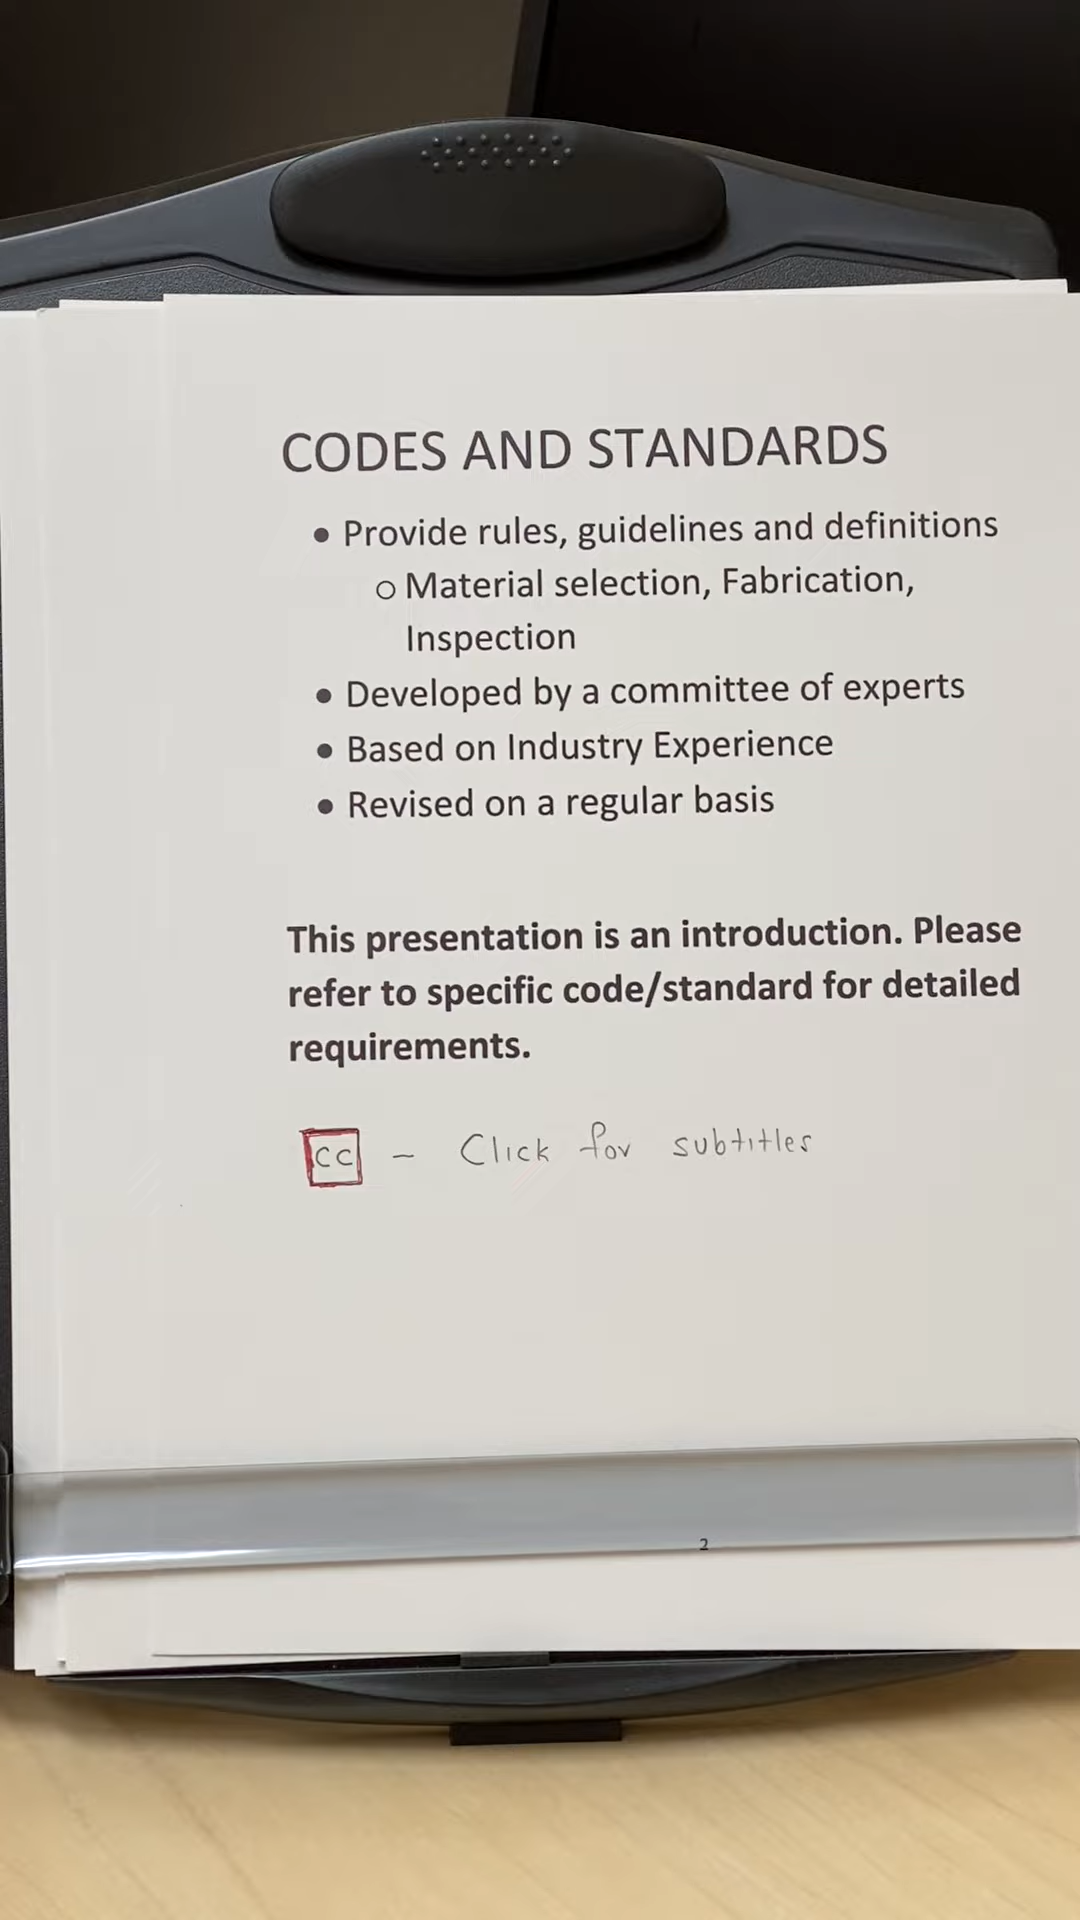 CODES AND STANDARDS
• Provide rules, guidelines and definitions
o Material selection, Fabrication,
Inspection
• Developed by a committee of experts
• Based on Industry Experience
• Revised on a regular basis
This presentation is an introduction. Please
refer to specific code/standard for detailed
requirements.
CC – Click for subtitles
2